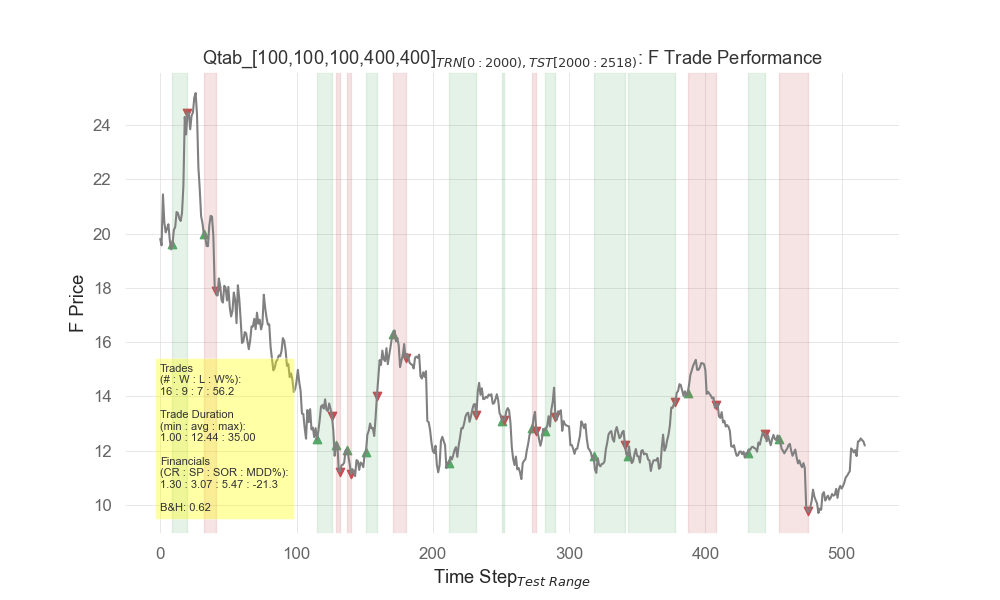 Qtab_[100,100,100,400,400]TRN[0 : 2000), TST[2000 : 2518): F Trade Performance
F Price
24
22
20
18
16
14
12
10
Trades
(# : W : L : W%):
16 : 9 : 7 : 56.2
Trade Duration
(min : avg : max):
1.00 : 12.44 : 35.00
Financials
(CR : SP : SOR : MDD%):
1.30 : 3.07 : 5.47 : -21.3
B&H: 0.62
0 100 200 300 400 500
Time StepTest Range